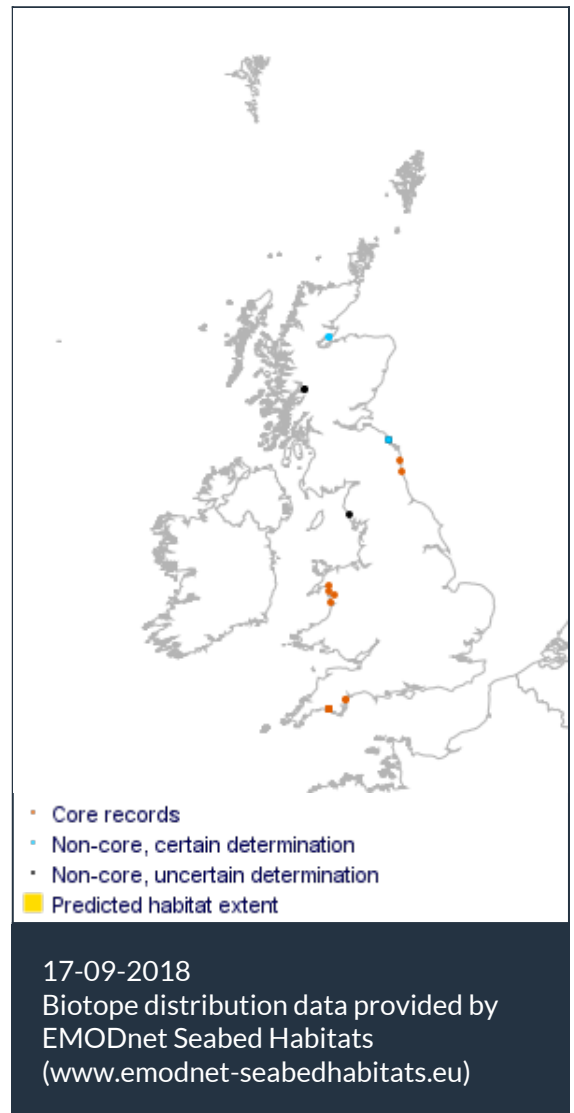 Core records
Non-core, certain determination
Non-core, uncertain determination
Predicted habitat extent
17-09-2018
Biotope distribution data provided by
EMODnet Seabed Habitats
(www.emodnet-seabedhabitats.eu)